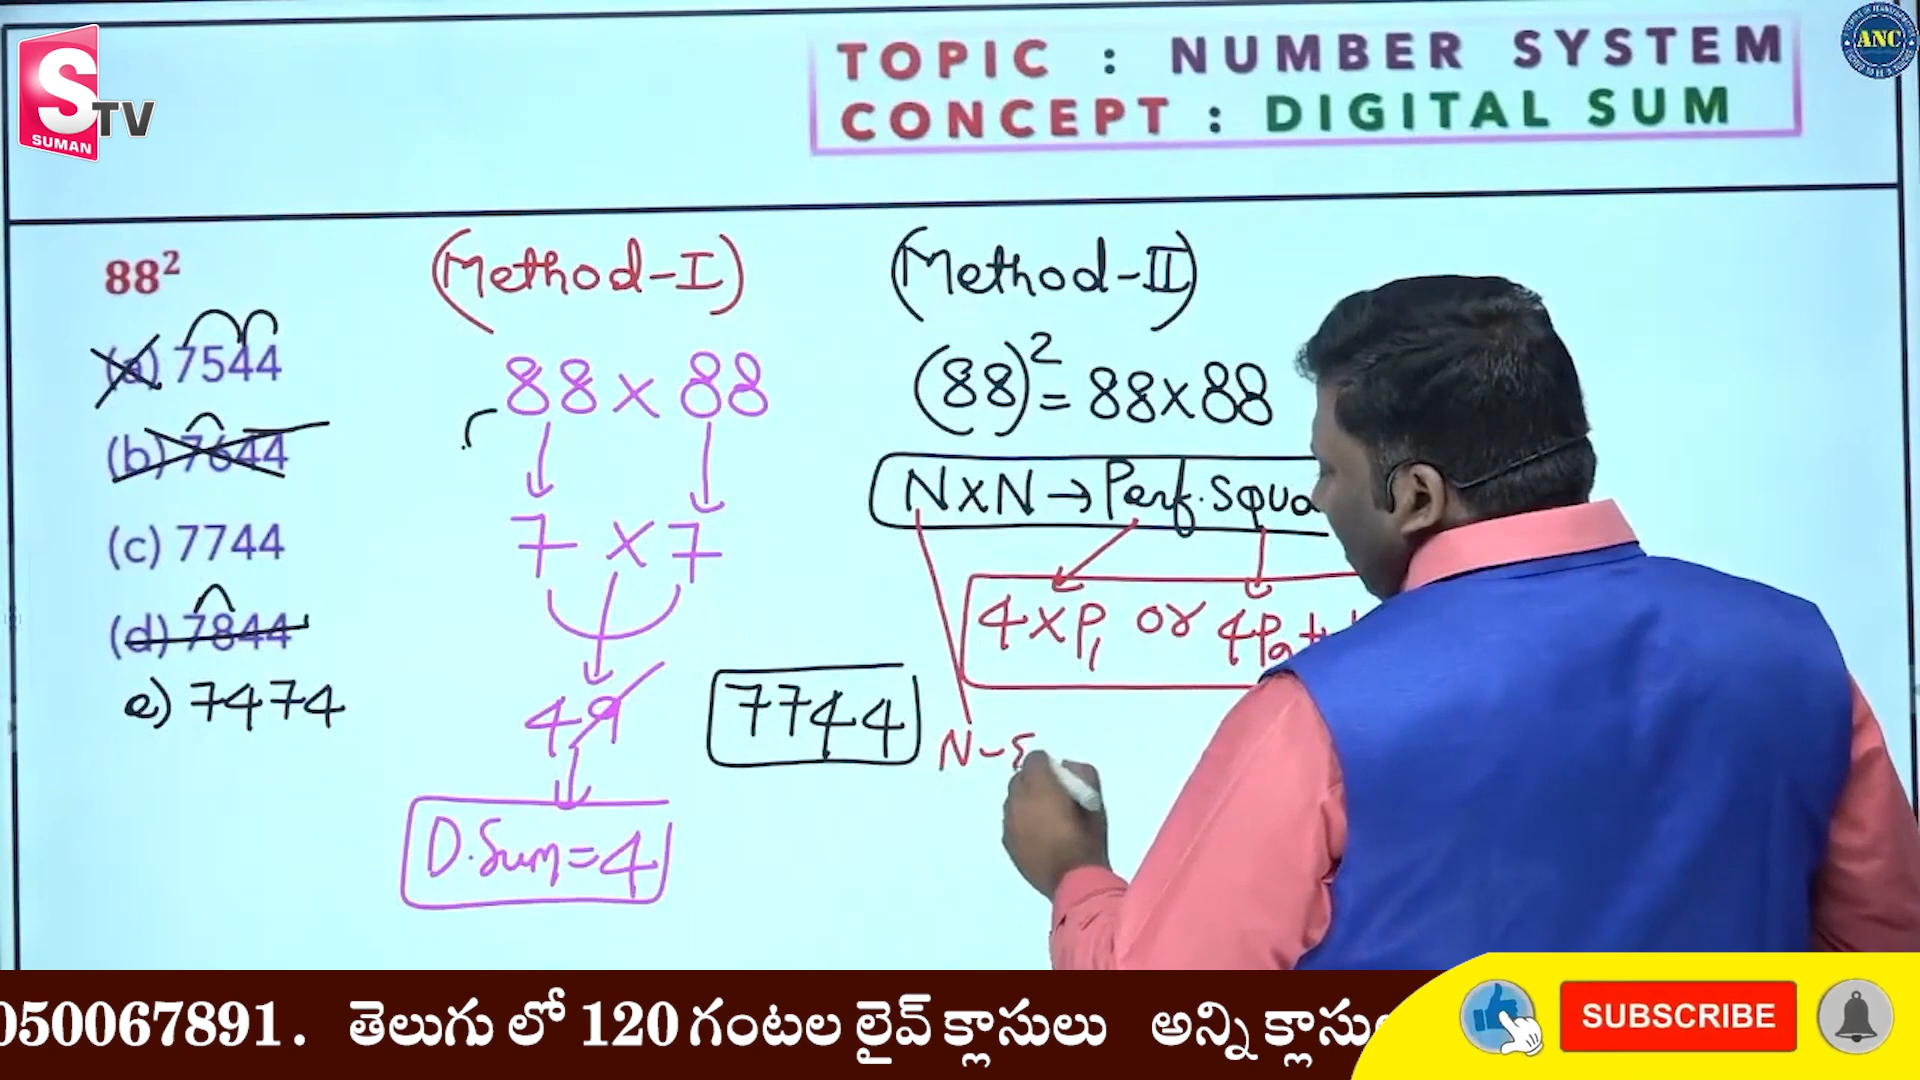 S TV
SUMAN
TOPIC : NUMBER SYSTEM
CONCEPT : DIGITAL SUM
ANC
88²
(a) 7544
(b) 7644
(c) 7744
(d) 7844
e) 7474
(Method-I)
88 × 88
7 × 7
49
D.Sum=4
7744
(Method-II)
(88)² = 88×88
N×N → Perf. Squa
4×P₁ or 4P₂+
N-
050067891. తెలుగు లో 120 గంటల లైవ్ క్లాసులు అన్ని
SUBSCRIBE